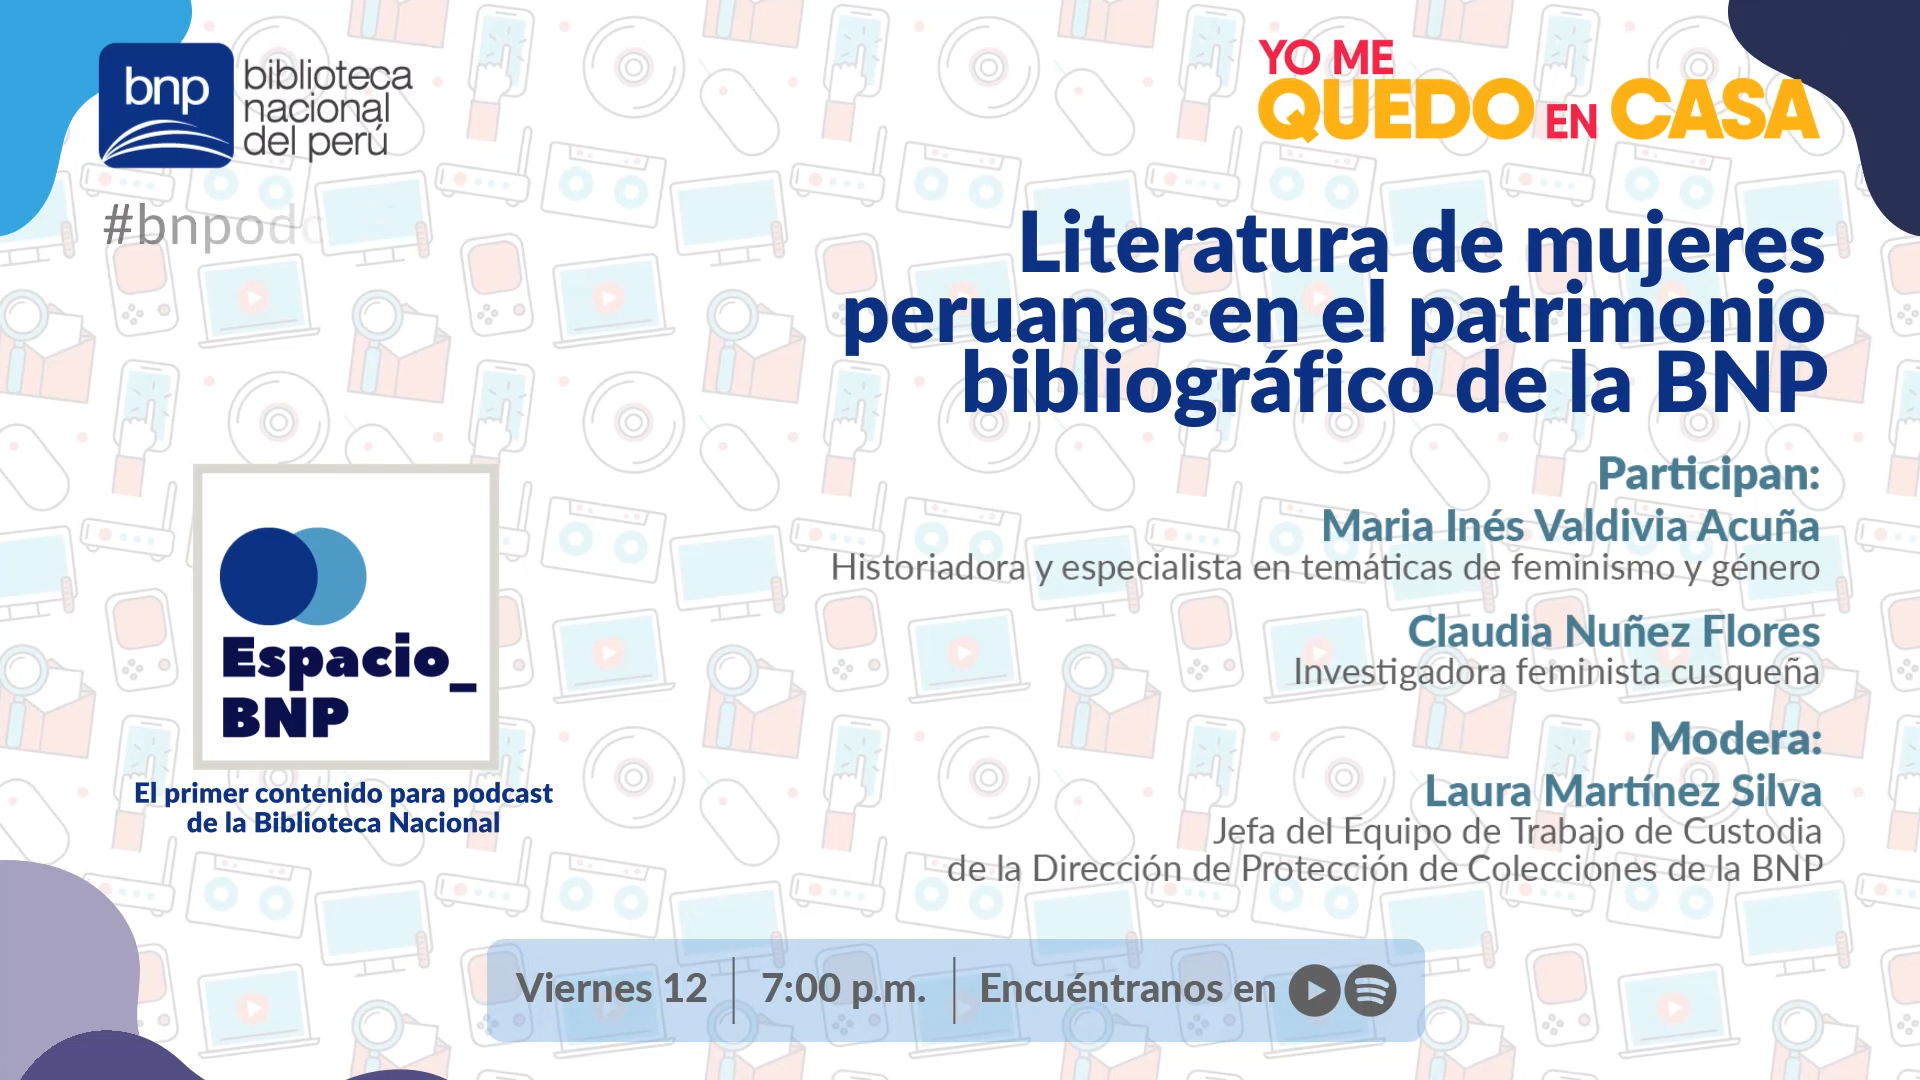 bnp
biblioteca
nacional
del perú
#bnpodc
YO ME
QUEDO EN CASA
Literatura de mujeres
peruanas en el patrimonio
bibliográfico de la BNP
Participan:
Maria Inés Valdivia Acuña
Historiadora y especialista en temáticas de feminismo y género
Claudia Nuñez Flores
Investigadora feminista cusqueña
Modera:
Laura Martínez Silva
Jefa del Equipo de Trabajo de Custodia
de la Dirección de Protección de Colecciones de la BNP
Espacio_
BNP
El primer contenido para podcast
de la Biblioteca Nacional
Viernes 12 | 7:00 p.m. | Encuéntranos en